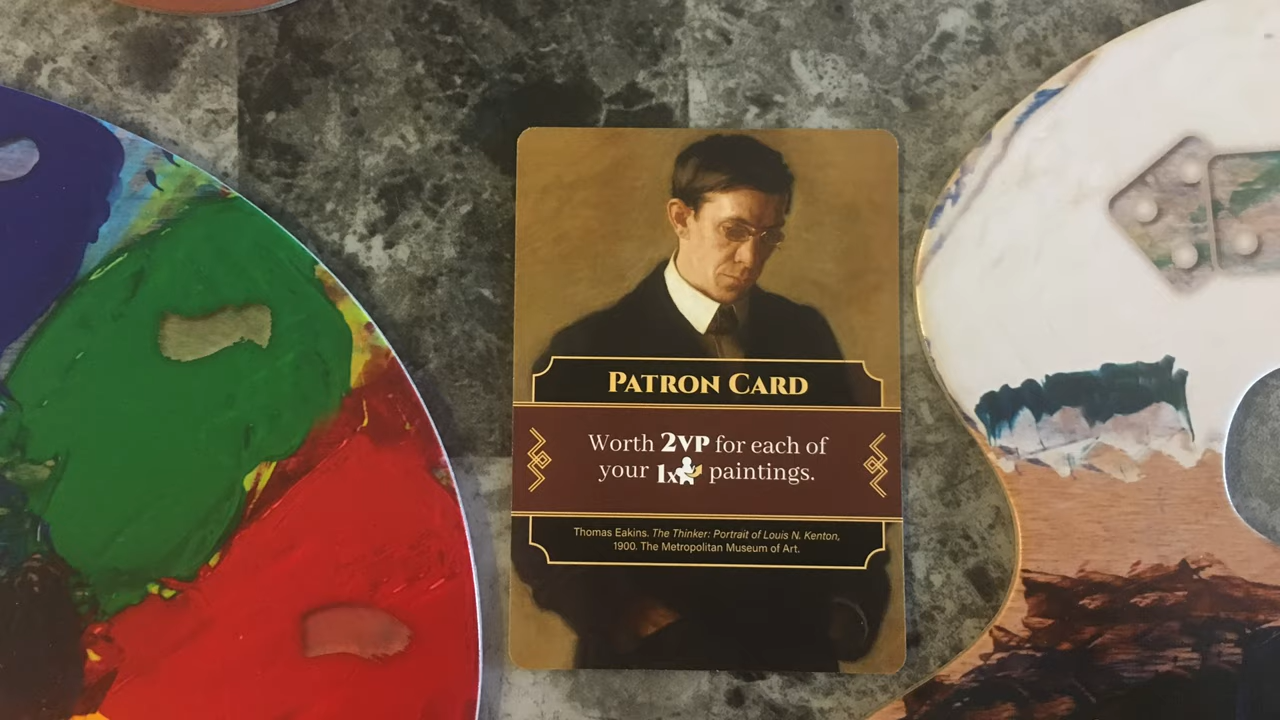 PATRON CARD
Worth 2VP for each of
your 1x paintings.
Thomas Eakins. The Thinker: Portrait of Louis N. Kenton,
1900. The Metropolitan Museum of Art.